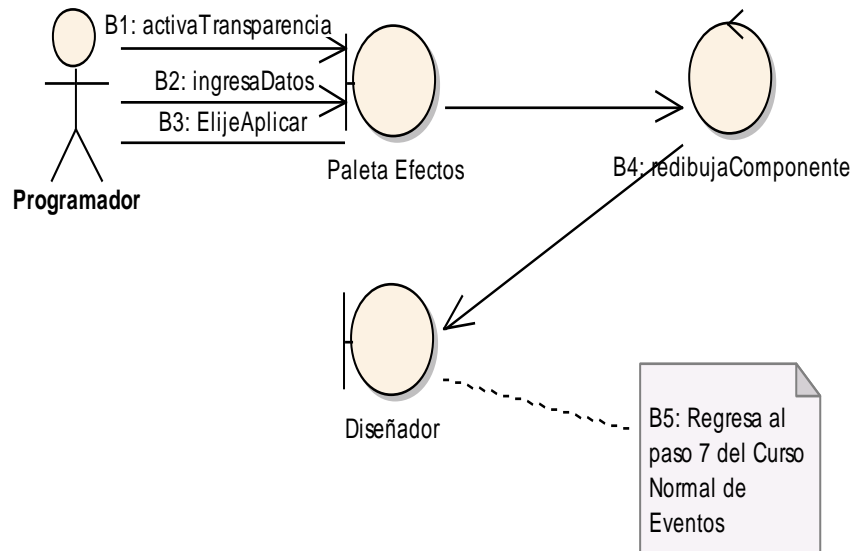 B1: activaTransparencia
B2: ingresaDatos
B3: ElijeAplicar
Programador
Paleta Efectos
B4: redibujaComponente
Diseñador
B5: Regresa al
paso 7 del Curso
Normal de
Eventos